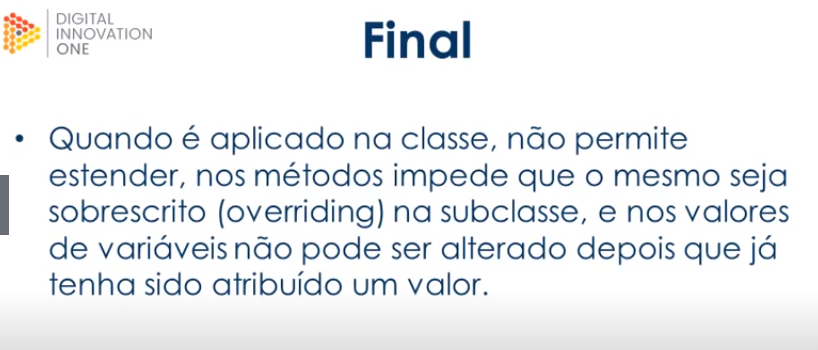 DIGITAL
INNOVATION
ONE
Final
• Quando é aplicado na classe, não permite
estender, nos métodos impede que o mesmo seja
sobrescrito (overriding) na subclasse, e nos valores
de variáveis não pode ser alterado depois que já
tenha sido atribuído um valor.